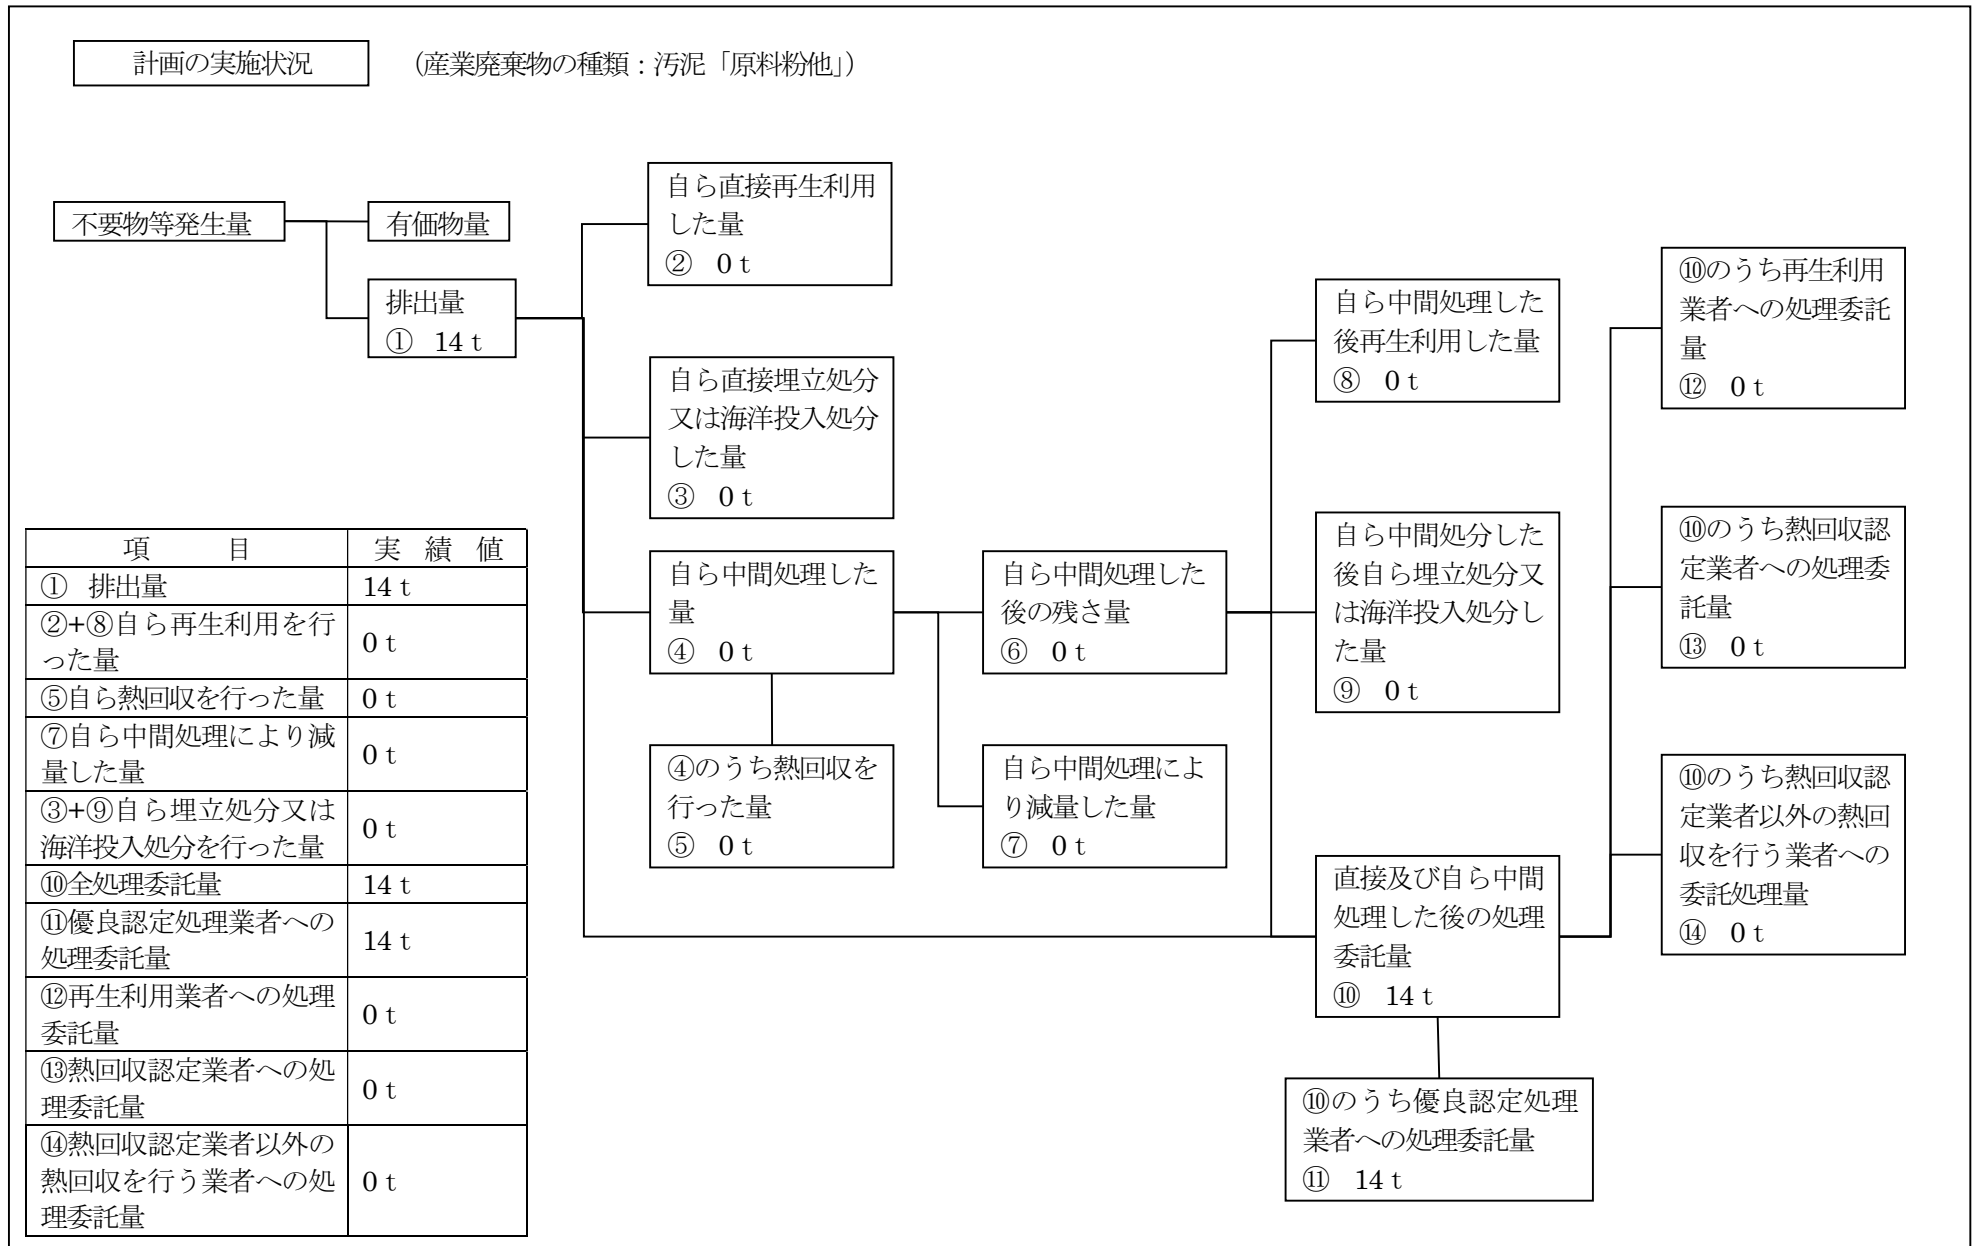 計画の実施状況
（産業廃棄物の種類：汚泥「原料粉他」）
不要物等発生量
有価物量
排出量
① 14 t
自ら直接再生利用
した量
② 0 t
自ら直接埋立処分
又は海洋投入処分
した量
③ 0 t
自ら中間処理した
量
④ 0 t
④のうち熱回収を
行った量
⑤ 0 t
自ら中間処理した
後の残さ量
⑥ 0 t
自ら中間処理によ
り減量した量
⑦ 0 t
自ら中間処理した
後再生利用した量
⑧ 0 t
自ら中間処分した
後自ら埋立処分又
は海洋投入処分し
た量
⑨ 0 t
直接及び自ら中間
処理した後の処理
委託量
⑩ 14 t
⑩のうち優良認定処理
業者への処理委託量
⑪ 14 t
⑩のうち再生利用
業者への処理委託
量
⑫ 0 t
⑩のうち熱回収認
定業者への処理委
託量
⑬ 0 t
⑩のうち熱回収認
定業者以外の熱回
収を行う業者への
委託処理量
⑭ 0 t
項 目 実 績 値
① 排出量 14 t
②+⑧自ら再生利用を行
った量
0 t
⑤自ら熱回収を行った量 0 t
⑦自ら中間処理により減
量した量
0 t
③+⑨自ら埋立処分又は
海洋投入処分を行った量
0 t
⑩全処理委託量 14 t
⑪優良認定処理業者への
処理委託量
14 t
⑫再生利用業者への処理
委託量
0 t
⑬熱回収認定業者への処
理委託量
0 t
⑭熱回収認定業者以外の
熱回収を行う業者への処
理委託量
0 t